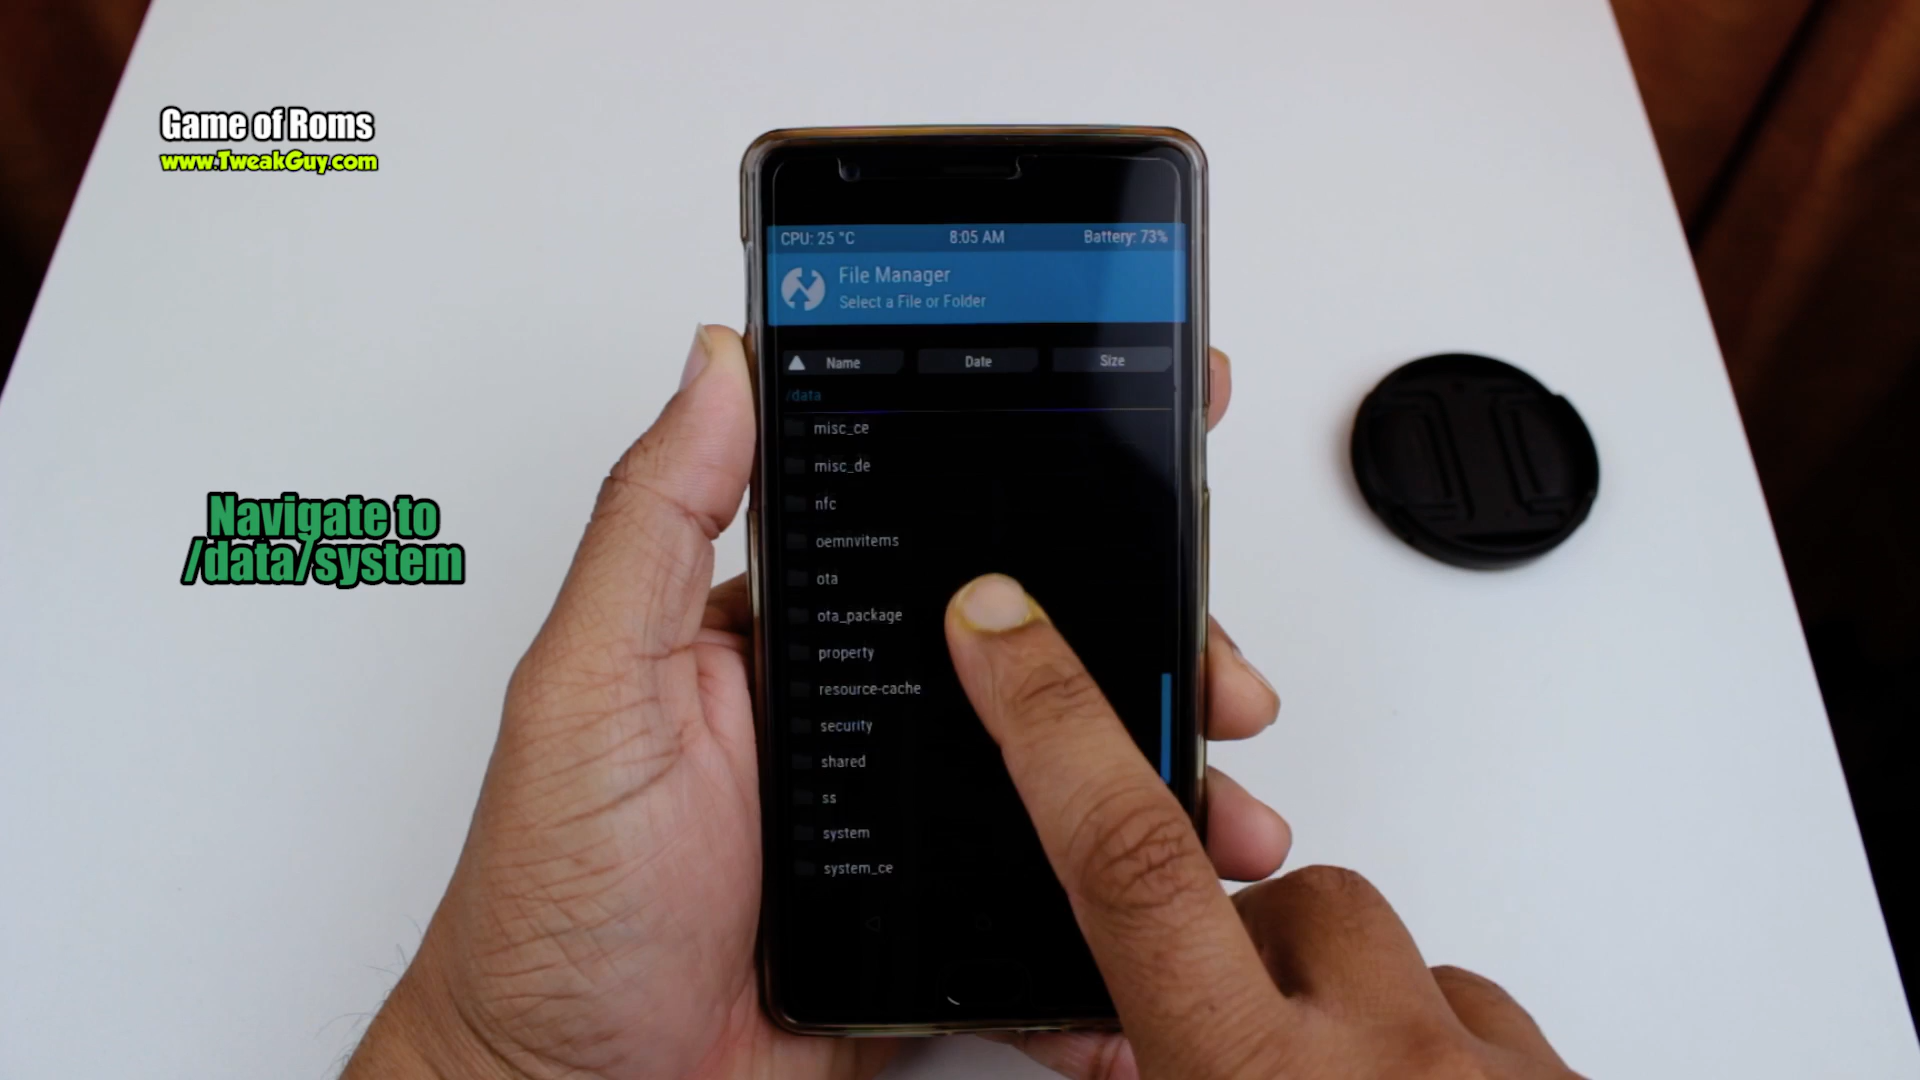 Game of Roms
www.TweakGuy.com
Navigate to
/data/system
CPU: 25 °C 8:05 AM Battery: 73%
File Manager
Select a File or Folder
Name Date Size
/data
misc_ce
misc_de
nfc
oemnvitems
ota
ota_package
property
resource-cache
security
shared
ss
system
system_ce